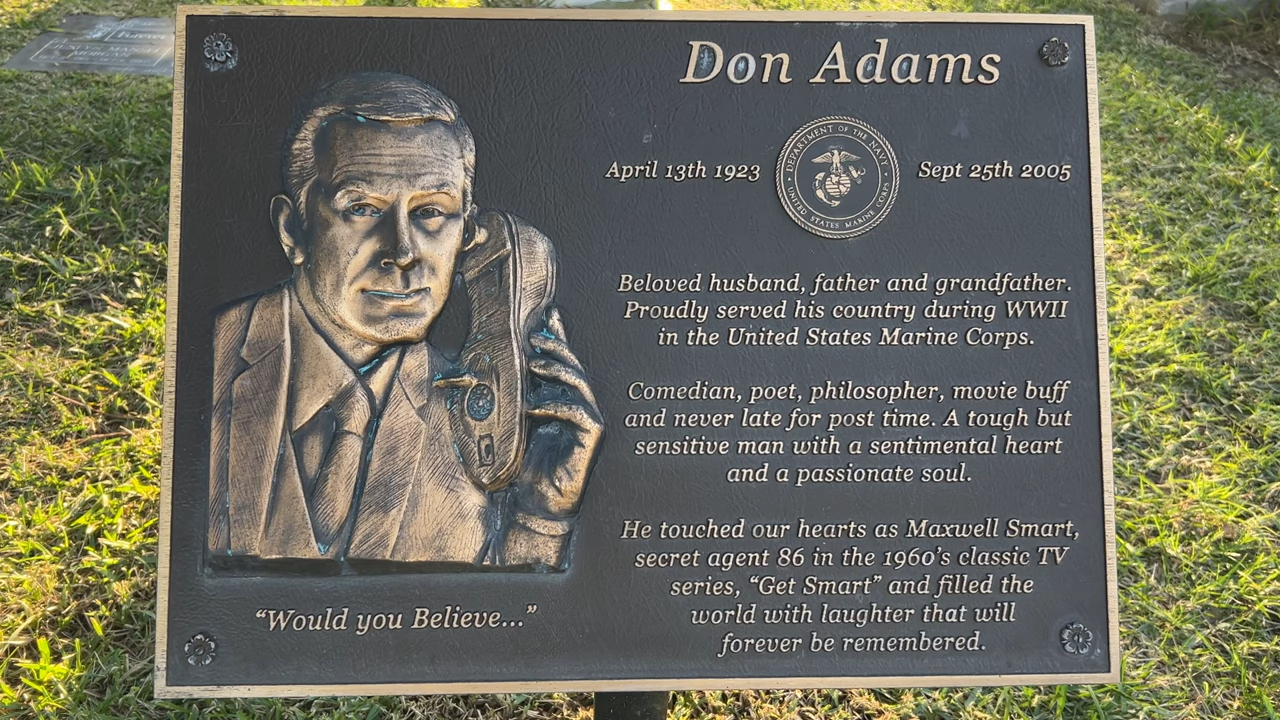 Don Adams
April 13th 1923
DEPARTMENT OF THE NAVY
UNITED STATES MARINE CORPS
Sept 25th 2005
Beloved husband, father and grandfather.
Proudly served his country during WWII
in the United States Marine Corps.
Comedian, poet, philosopher, movie buff
and never late for post time. A tough but
sensitive man with a sentimental heart
and a passionate soul.
He touched our hearts as Maxwell Smart,
secret agent 86 in the 1960's classic TV
series, "Get Smart" and filled the
world with laughter that will
forever be remembered.
"Would you Believe..."